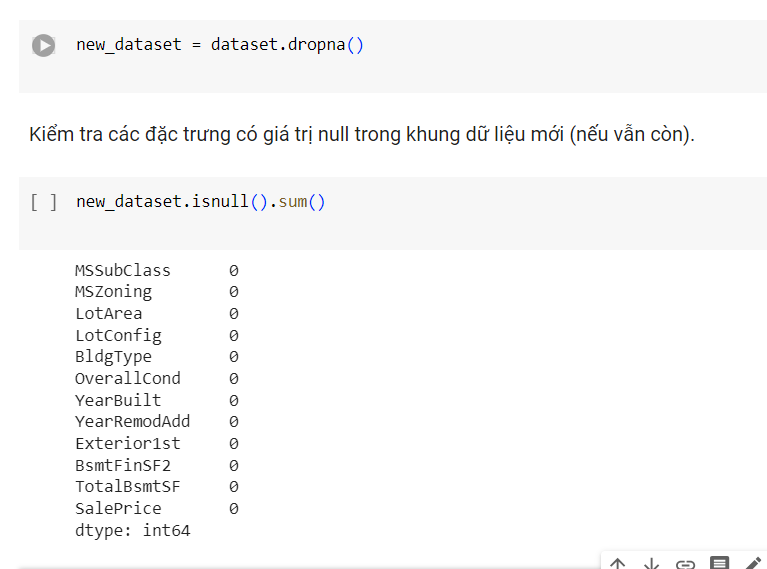 new_dataset = dataset.dropna()
Kiểm tra các đặc trưng có giá trị null trong khung dữ liệu mới (nếu vẫn còn).
[ ] new_dataset.isnull().sum()
MSSubClass 0
MSZoning 0
LotArea 0
LotConfig 0
BldgType 0
OverallCond 0
YearBuilt 0
YearRemodAdd 0
Exterior1st 0
BsmtFinSF2 0
TotalBsmtSF 0
SalePrice 0
dtype: int64